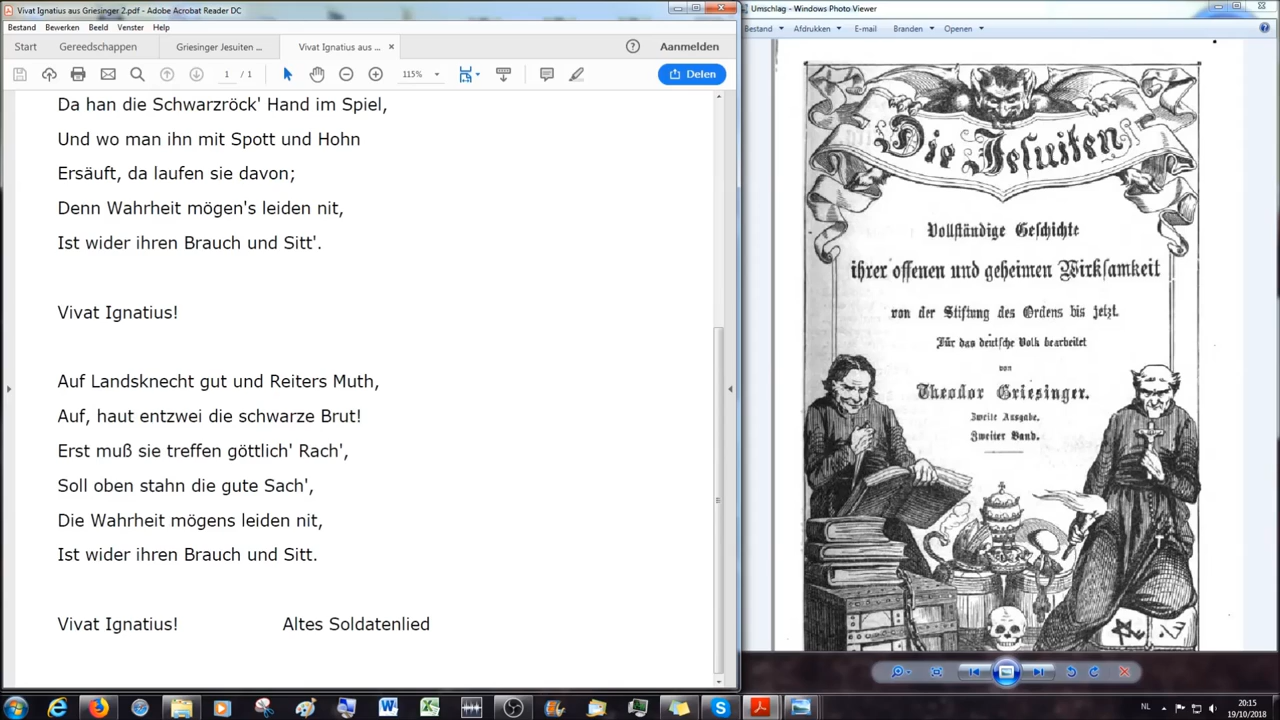 Vivat Ignatius aus Griesinger 2.pdf - Adobe Acrobat Reader DC
Bestand Bewerken Beeld Venster Help
Start Gereedschappen Griesinger Jesuiten ... Vivat Ignatius aus ... × Aanmelden
1 / 1 115% Delen
Da han die Schwarzröck' Hand im Spiel,
Und wo man ihn mit Spott und Hohn
Ersäuft, da laufen sie davon;
Denn Wahrheit mögen's leiden nit,
Ist wider ihren Brauch und Sitt'.
Vivat Ignatius!
Auf Landsknecht gut und Reiters Muth,
Auf, haut entzwei die schwarze Brut!
Erst muß sie treffen göttlich' Rach',
Soll oben stahn die gute Sach',
Die Wahrheit mögens leiden nit,
Ist wider ihren Brauch und Sitt.
Vivat Ignatius! Altes Soldatenlied
Umschlag - Windows Photo Viewer
Bestand Afdrukken E-mail Branden Openen
Die Jesuiten
Vollständige Geschichte
ihrer offenen und geheimen Wirksamkeit
von der Stiftung des Ordens bis jetzt.
Für das deutsche Volk bearbeitet
von
Theodor Griesinger.
Zweite Ausgabe.
Zweiter Band.
NL 20:15
19/10/2018